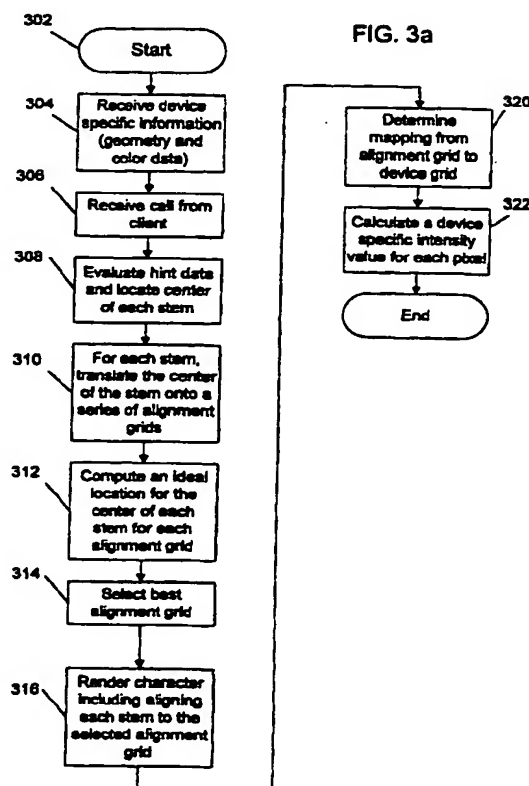 FIG. 3a
302
Start
304
Receive device
specific information
(geometry and
color data)
306
Receive call from
client
308
Evaluate hint data
and locate center
of each stem
310
For each stem,
translate the center
of the stem onto a
series of alignment
grids
312
Compute an ideal
location for the
center of each
stem for each
alignment grid
314
Select best
alignment grid
316
Render character
including aligning
each stem to the
selected alignment
grid
320
Determine
mapping from
alignment grid to
device grid
322
Calculate a device
specific intensity
value for each pixel
End